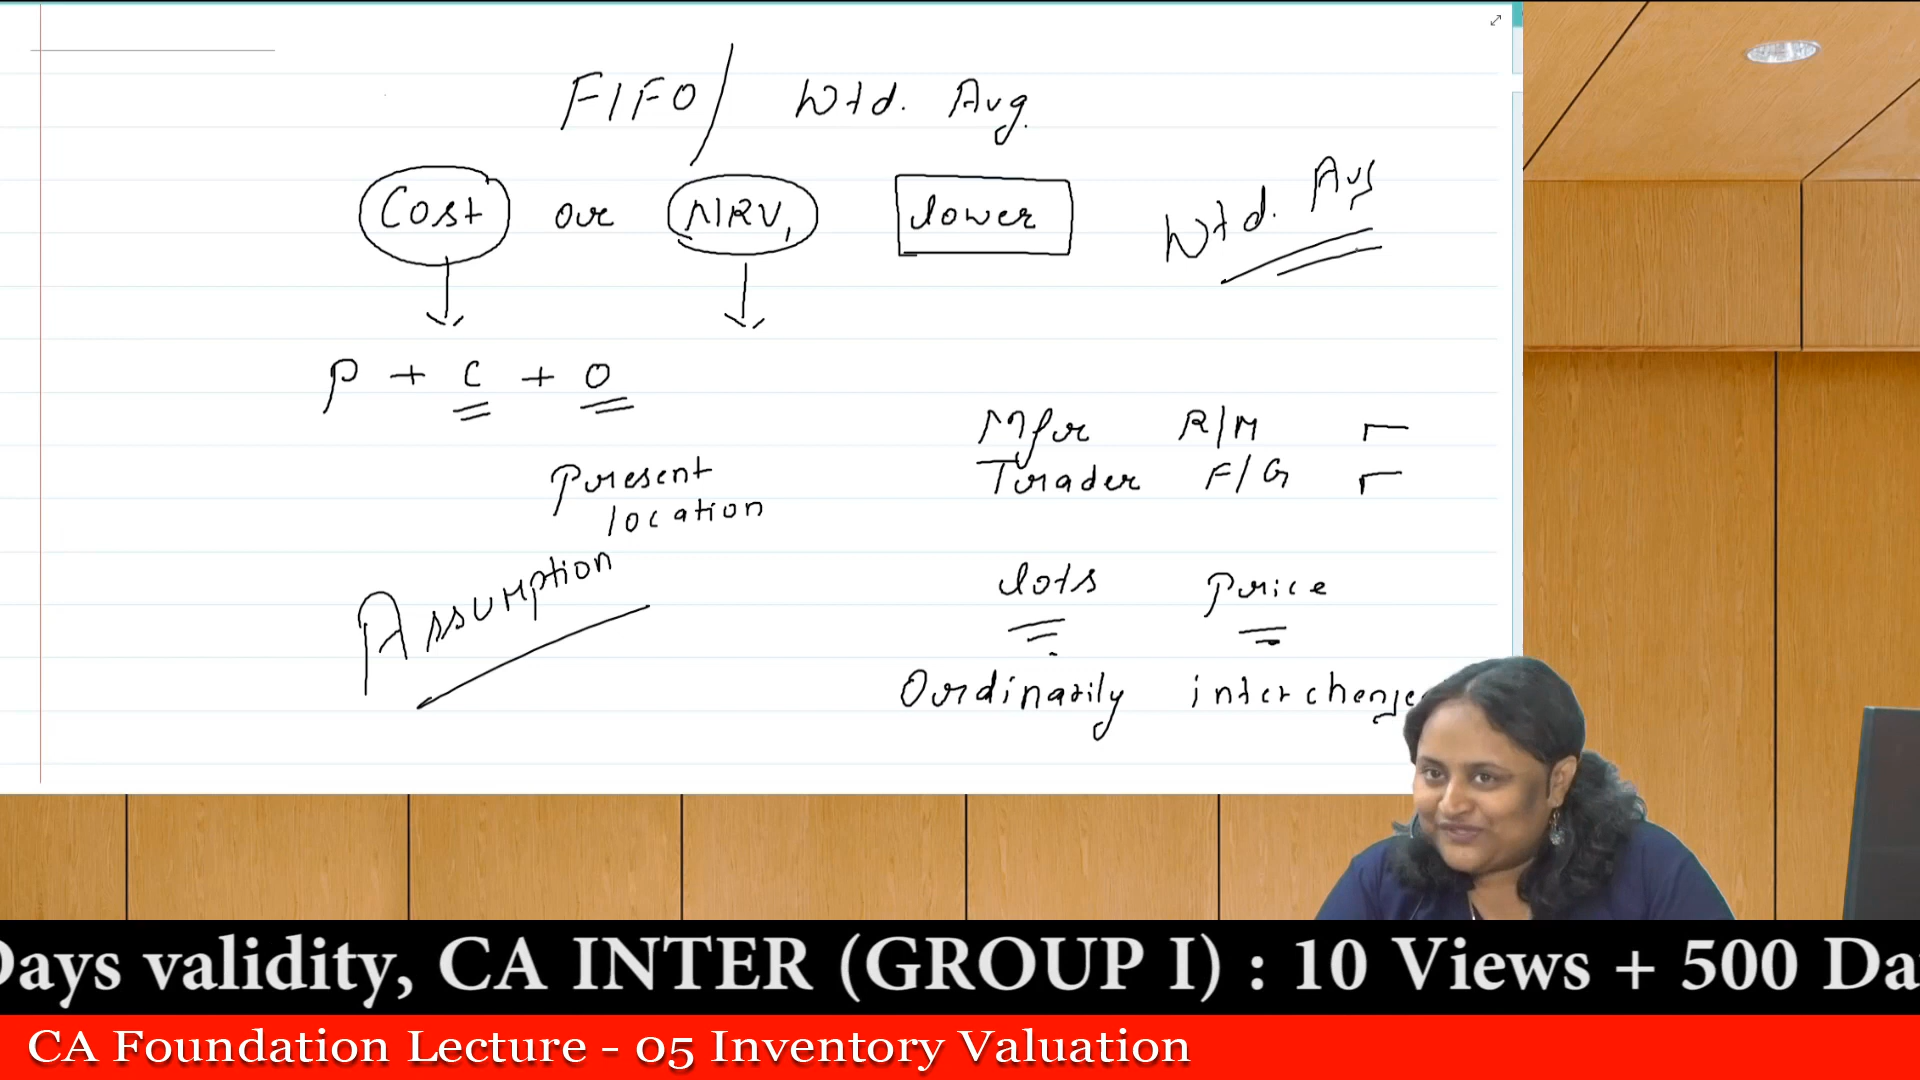 FIFO / Wtd. Avg.
Cost or NRV, lower
Wtd. Avg
P + C + O
Mfr R/M
Trader F/G
Present
location
Assumption
lots Price
Ordinarily interchange
Days validity, CA INTER (GROUP I) : 10 Views + 500 Da
CA Foundation Lecture - 05 Inventory Valuation